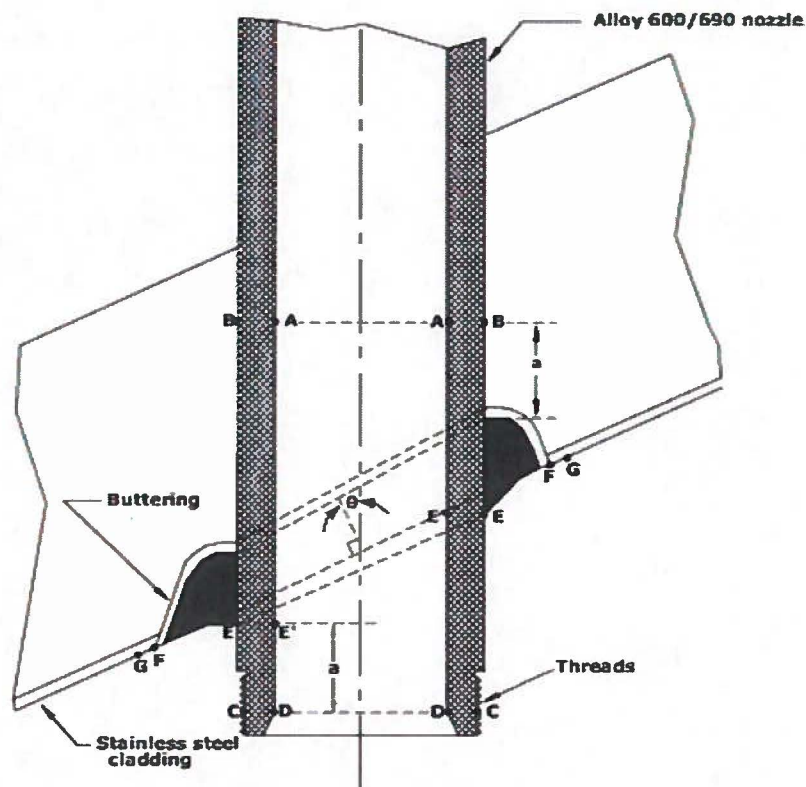 Alloy 600/690 nozzle
B A A B
a
Buttering
θ
F G
E' E
E E'
G F
a
Threads
C D D C
Stainless steel
cladding